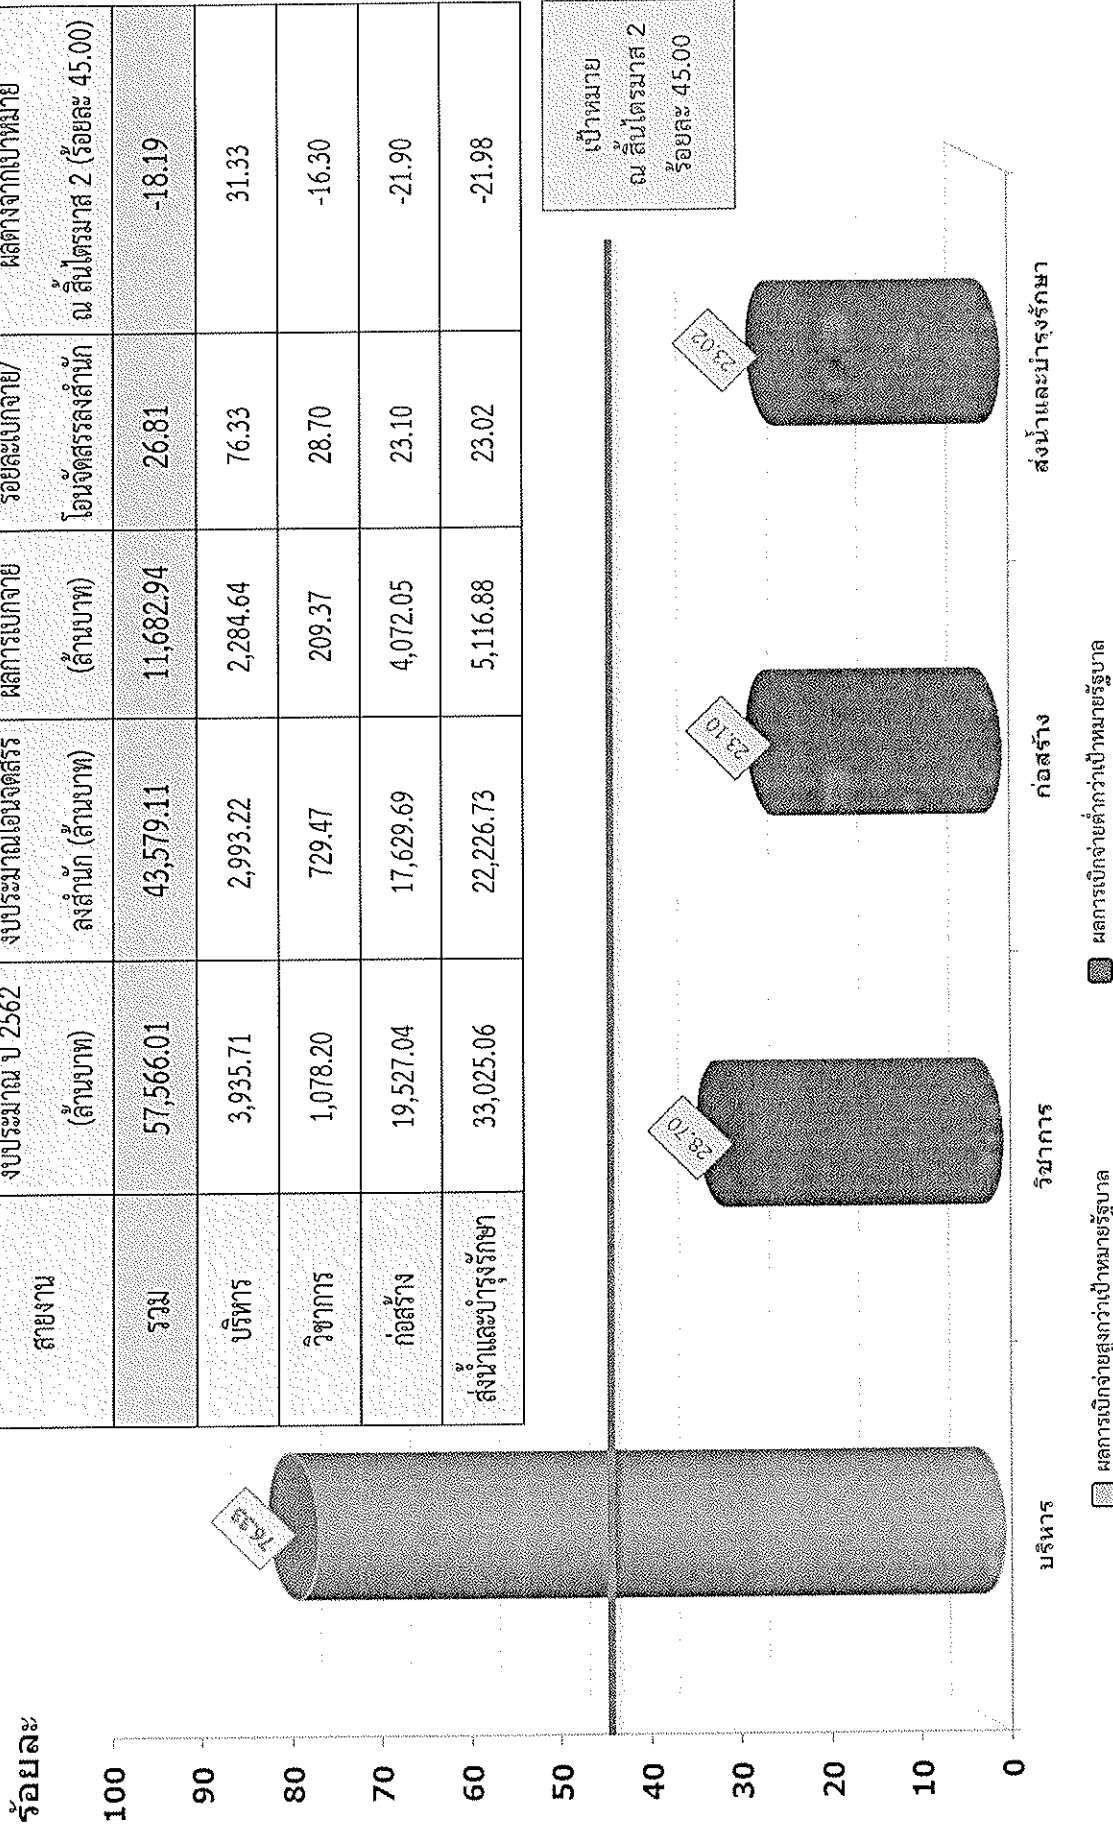 สายงาน
งบประมาณ ปี 2562
(ล้านบาท)
งบประมาณโอนจัดสรร
ลงสำนัก (ล้านบาท)
ผลการเบิกจ่าย
(ล้านบาท)
ร้อยละเบิกจ่าย/
โอนจัดสรรลงสำนัก
ผลต่างจากเป้าหมาย
ณ สิ้นไตรมาส 2 (ร้อยละ 45.00)
รวม 57,566.01 43,579.11 11,682.94 26.81 -18.19
บริหาร 3,935.71 2,993.22 2,284.64 76.33 31.33
วิชาการ 1,078.20 729.47 209.37 28.70 -16.30
ก่อสร้าง 19,527.04 17,629.69 4,072.05 23.10 -21.90
ส่งน้ำและบำรุงรักษา 33,025.06 22,226.73 5,116.88 23.02 -21.98
เป้าหมาย
ณ สิ้นไตรมาส 2
ร้อยละ 45.00
ร้อยละ
100
90
80
70
60
50
40
30
20
10
0
76.33
28.70
23.10
23.02
บริหาร
วิชาการ
ก่อสร้าง
ส่งน้ำและบำรุงรักษา
ผลการเบิกจ่ายสูงกว่าเป้าหมายรัฐบาล
ผลการเบิกจ่ายต่ำกว่าเป้าหมายรัฐบาล